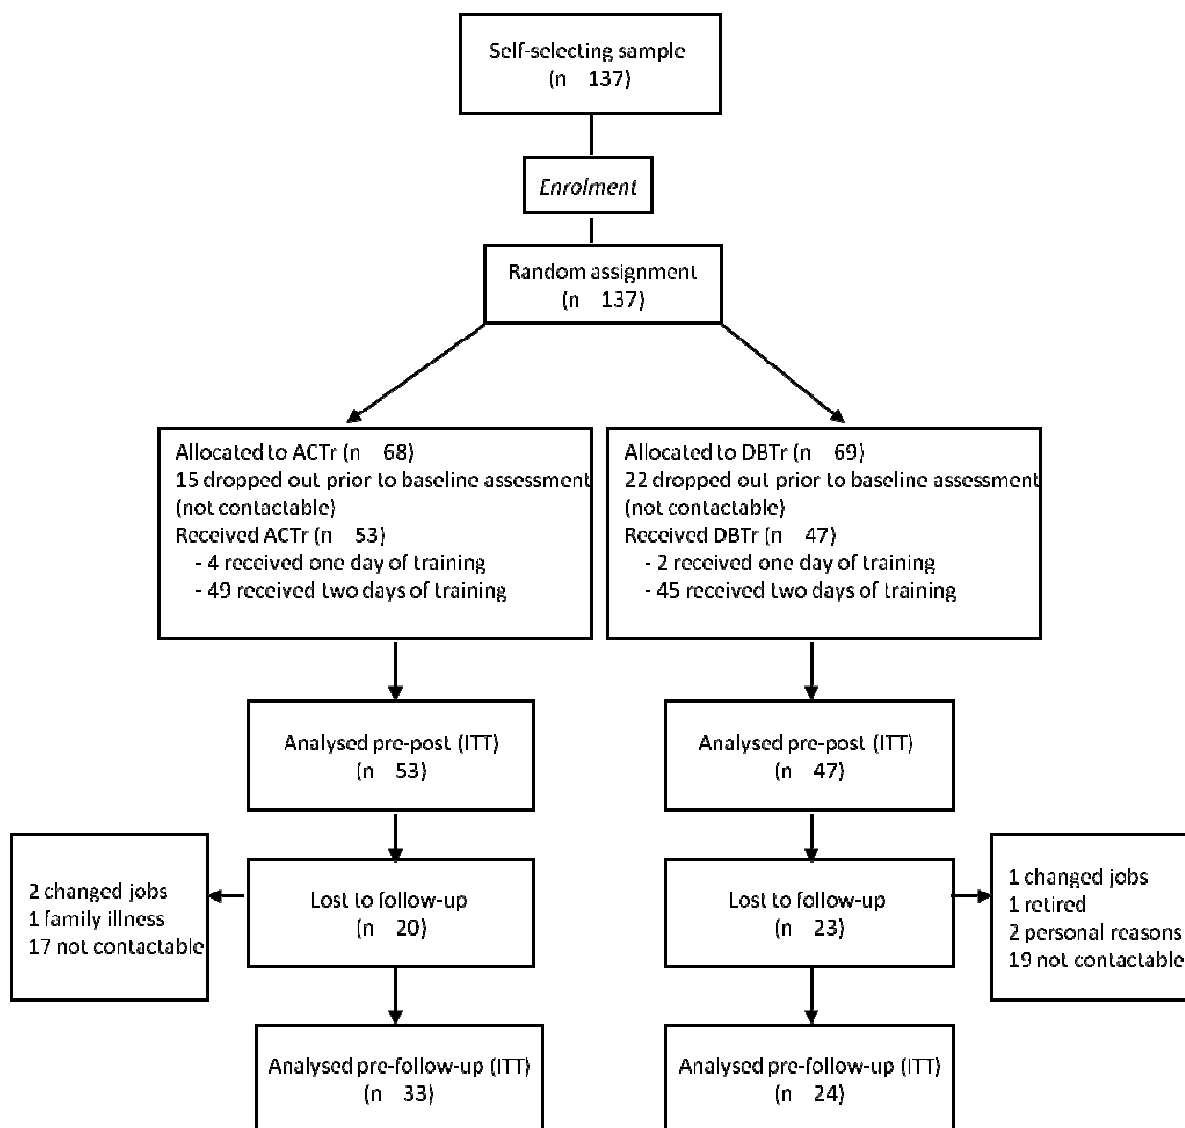 Self-selecting sample
(n 137)
Enrolment
Random assignment
(n 137)
Allocated to ACTr (n 68)
15 dropped out prior to baseline assessment
(not contactable)
Received ACTr (n 53)
- 4 received one day of training
- 49 received two days of training
Allocated to DBTr (n 69)
22 dropped out prior to baseline assessment
(not contactable)
Received DBTr (n 47)
- 2 received one day of training
- 45 received two days of training
Analysed pre-post (ITT)
(n 53)
Analysed pre-post (ITT)
(n 47)
2 changed jobs
1 family illness
17 not contactable
Lost to follow-up
(n 20)
Lost to follow-up
(n 23)
1 changed jobs
1 retired
2 personal reasons
19 not contactable
Analysed pre-follow-up (ITT)
(n 33)
Analysed pre-follow-up (ITT)
(n 24)